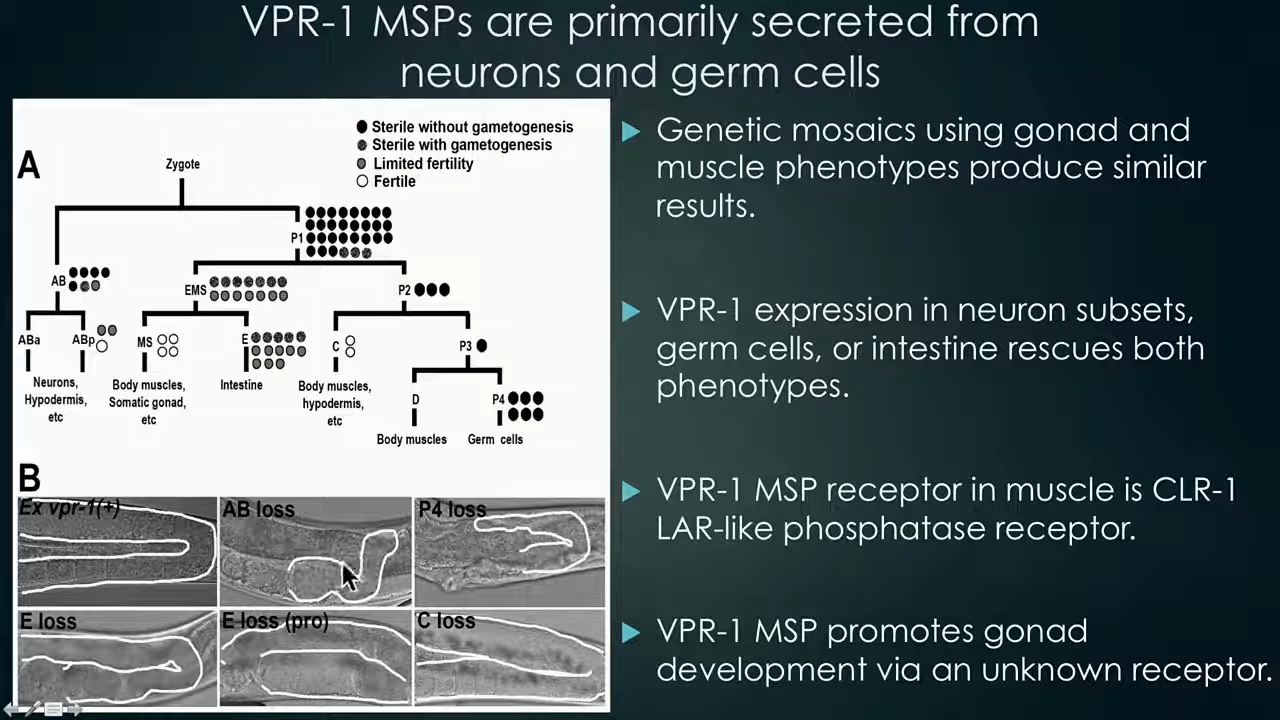 VPR-1 MSPs are primarily secreted from
neurons and germ cells
A
Sterile without gametogenesis
Sterile with gametogenesis
Limited fertility
Fertile
Zygote
P1
AB
EMS
P2
ABa
ABp
MS
E
C
P3
Neurons,
Hypodermis,
etc
Body muscles,
Somatic gonad,
etc
Intestine
Body muscles,
hypodermis,
etc
D
P4
Body muscles
Germ cells
B
Ex vpr-1(+)
AB loss
P4 loss
E loss
E loss (pro)
C loss
Genetic mosaics using gonad and
muscle phenotypes produce similar
results.
VPR-1 expression in neuron subsets,
germ cells, or intestine rescues both
phenotypes.
VPR-1 MSP receptor in muscle is CLR-1
LAR-like phosphatase receptor.
VPR-1 MSP promotes gonad
development via an unknown receptor.